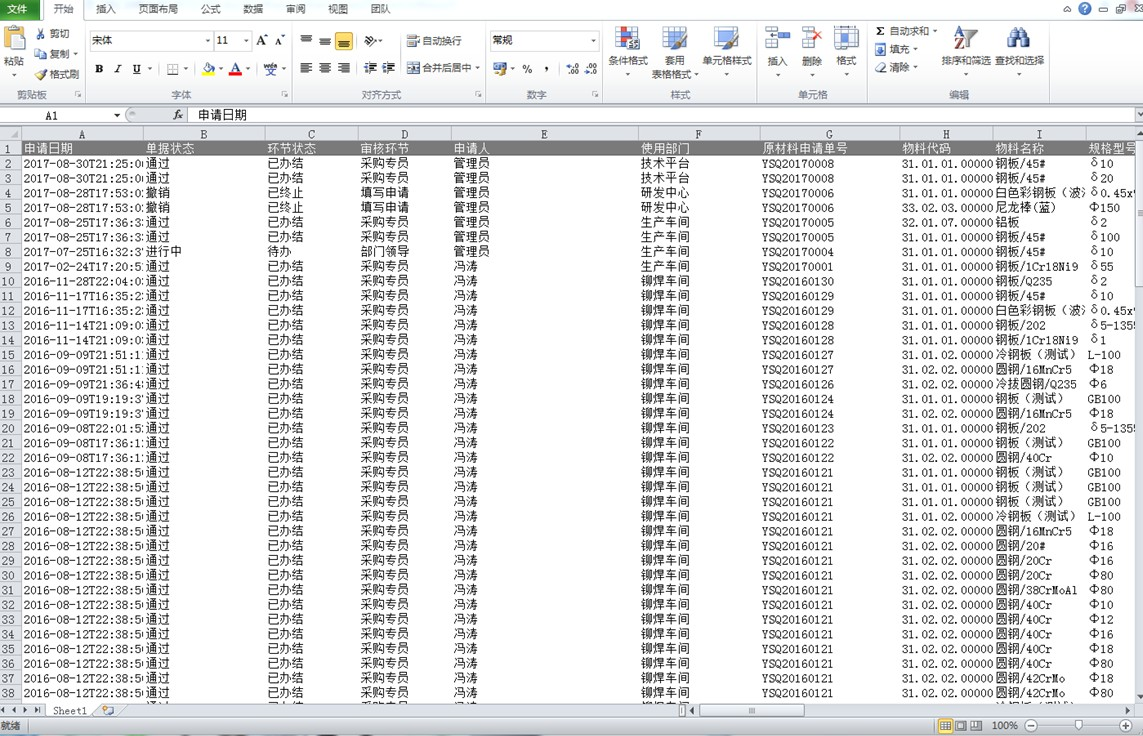 文件 开始 插入 页面布局 公式 数据 审阅 视图 团队
剪切 宋体 11 自动换行 常规 自动求和
粘贴 复制 条件格式 套用 单元格样式 插入 删除 格式 填充 排序和筛选 查找和选择
格式刷 B I U 合并后居中 % 表格格式 清除
剪贴板 字体 对齐方式 数字 样式 单元格 编辑
A1 fx 申请日期
A B C D E F G H I
1 申请日期 单据状态 环节状态 审核环节 申请人 使用部门 原材料申请单号 物料代码 物料名称 规格型号
2 2017-08-30T21:25:0 通过 已办结 采购专员 管理员 技术平台 YSQ20170008 31.01.01.00000 钢板/45# δ10
3 2017-08-30T21:25:0 通过 已办结 采购专员 管理员 技术平台 YSQ20170008 31.01.01.00000 钢板/45# δ20
4 2017-08-28T17:53:0 撤销 已终止 填写申请 管理员 研发中心 YSQ20170006 31.01.01.00000 白色彩钢板（波 δ0.45x
5 2017-08-28T17:53:0 撤销 已终止 填写申请 管理员 研发中心 YSQ20170006 33.02.03.00000 尼龙棒(蓝) Φ150
6 2017-08-25T17:36:3 通过 已办结 采购专员 管理员 生产车间 YSQ20170005 32.01.07.00000 铝板 δ2
7 2017-08-25T17:36:3 通过 已办结 采购专员 管理员 生产车间 YSQ20170005 31.01.01.00000 钢板/45# δ100
8 2017-07-25T16:32:3 进行中 待办 部门领导 管理员 生产车间 YSQ20170004 31.01.01.00000 钢板/45# δ10
9 2017-02-24T17:20:5 通过 已办结 采购专员 冯涛 生产车间 YSQ20170001 31.01.01.00000 钢板/1Cr18Ni9 δ55
10 2016-11-28T22:04:0 通过 已办结 采购专员 冯涛 铆焊车间 YSQ20160130 31.01.01.00000 钢板/Q235 δ2
11 2016-11-17T16:35:2 通过 已办结 采购专员 冯涛 铆焊车间 YSQ20160129 31.01.01.00000 钢板/45# δ10
12 2016-11-17T16:35:2 通过 已办结 采购专员 冯涛 铆焊车间 YSQ20160129 31.01.01.00000 白色彩钢板（波 δ0.45x
13 2016-11-14T21:09:0 通过 已办结 采购专员 冯涛 铆焊车间 YSQ20160128 31.01.01.00000 钢板/202 δ5-135
14 2016-11-14T21:09:0 通过 已办结 采购专员 冯涛 铆焊车间 YSQ20160128 31.01.01.00000 钢板/1Cr18Ni9 δ1
15 2016-09-09T21:51:1 通过 已办结 采购专员 冯涛 铆焊车间 YSQ20160127 31.01.02.00000 冷钢板（测试） L-100
16 2016-09-09T21:51:1 通过 已办结 采购专员 冯涛 铆焊车间 YSQ20160127 31.02.02.00000 圆钢/16MnCr5 Φ18
17 2016-09-09T21:36:4 通过 已办结 采购专员 冯涛 铆焊车间 YSQ20160126 31.02.03.00000 冷拔圆钢/Q235 Φ6
18 2016-09-09T19:19:3 通过 已办结 采购专员 冯涛 铆焊车间 YSQ20160124 31.01.01.00000 钢板（测试） GB100
19 2016-09-09T19:19:3 通过 已办结 采购专员 冯涛 铆焊车间 YSQ20160124 31.02.02.00000 圆钢/16MnCr5 Φ18
20 2016-09-08T22:01:5 通过 已办结 采购专员 冯涛 铆焊车间 YSQ20160123 31.01.01.00000 钢板/202 δ5-135
21 2016-09-08T17:36:1 通过 已办结 采购专员 冯涛 铆焊车间 YSQ20160122 31.01.01.00000 钢板（测试） GB100
22 2016-09-08T17:36:1 通过 已办结 采购专员 冯涛 铆焊车间 YSQ20160122 31.02.02.00000 圆钢/40Cr Φ10
23 2016-08-12T22:38:5 通过 已办结 采购专员 冯涛 铆焊车间 YSQ20160121 31.01.01.00000 钢板（测试） GB100
24 2016-08-12T22:38:5 通过 已办结 采购专员 冯涛 铆焊车间 YSQ20160121 31.01.01.00000 钢板（测试） GB100
25 2016-08-12T22:38:5 通过 已办结 采购专员 冯涛 铆焊车间 YSQ20160121 31.01.01.00000 钢板（测试） GB100
26 2016-08-12T22:38:5 通过 已办结 采购专员 冯涛 铆焊车间 YSQ20160121 31.01.02.00000 冷钢板（测试） L-100
27 2016-08-12T22:38:5 通过 已办结 采购专员 冯涛 铆焊车间 YSQ20160121 31.02.02.00000 圆钢/16MnCr5 Φ18
28 2016-08-12T22:38:5 通过 已办结 采购专员 冯涛 铆焊车间 YSQ20160121 31.02.02.00000 圆钢/20# Φ16
29 2016-08-12T22:38:5 通过 已办结 采购专员 冯涛 铆焊车间 YSQ20160121 31.02.02.00000 圆钢/20Cr Φ16
30 2016-08-12T22:38:5 通过 已办结 采购专员 冯涛 铆焊车间 YSQ20160121 31.02.02.00000 圆钢/20Cr Φ80
31 2016-08-12T22:38:5 通过 已办结 采购专员 冯涛 铆焊车间 YSQ20160121 31.02.02.00000 圆钢/38CrMoAl Φ80
32 2016-08-12T22:38:5 通过 已办结 采购专员 冯涛 铆焊车间 YSQ20160121 31.02.02.00000 圆钢/40Cr Φ10
33 2016-08-12T22:38:5 通过 已办结 采购专员 冯涛 铆焊车间 YSQ20160121 31.02.02.00000 圆钢/40Cr Φ12
34 2016-08-12T22:38:5 通过 已办结 采购专员 冯涛 铆焊车间 YSQ20160121 31.02.02.00000 圆钢/40Cr Φ16
35 2016-08-12T22:38:5 通过 已办结 采购专员 冯涛 铆焊车间 YSQ20160121 31.02.02.00000 圆钢/40Cr Φ18
36 2016-08-12T22:38:5 通过 已办结 采购专员 冯涛 铆焊车间 YSQ20160121 31.02.02.00000 圆钢/40Cr Φ80
37 2016-08-12T22:38:5 通过 已办结 采购专员 冯涛 铆焊车间 YSQ20160121 31.02.02.00000 圆钢/42CrMo Φ18
38 2016-08-12T22:38:5 通过 已办结 采购专员 冯涛 铆焊车间 YSQ20160121 31.02.02.00000 圆钢/42CrMo Φ80
Sheet1
就绪 100%